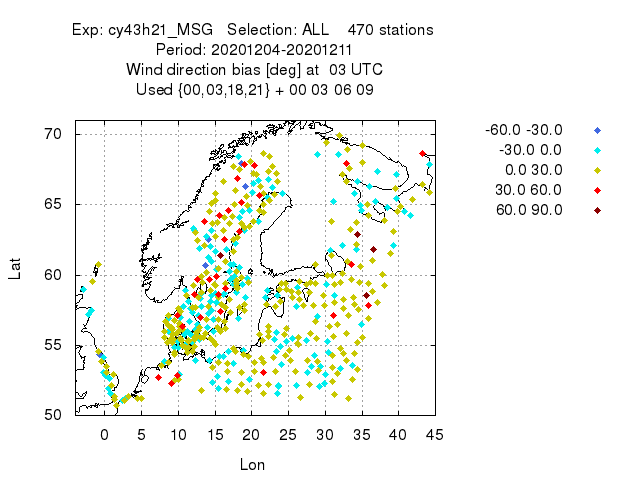 Exp: cy43h21_MSG   Selection: ALL    470 stations
Period: 20201204-20201211
Wind direction bias [deg] at  03 UTC
Used {00,03,18,21} + 00 03  06 09
-60.0 -30.0
-30.0 0.0
0.0 30.0
30.0 60.0
60.0 90.0
70
65
60
55
50
Lat
0 5 10 15 20 25 30 35 40 45
Lon